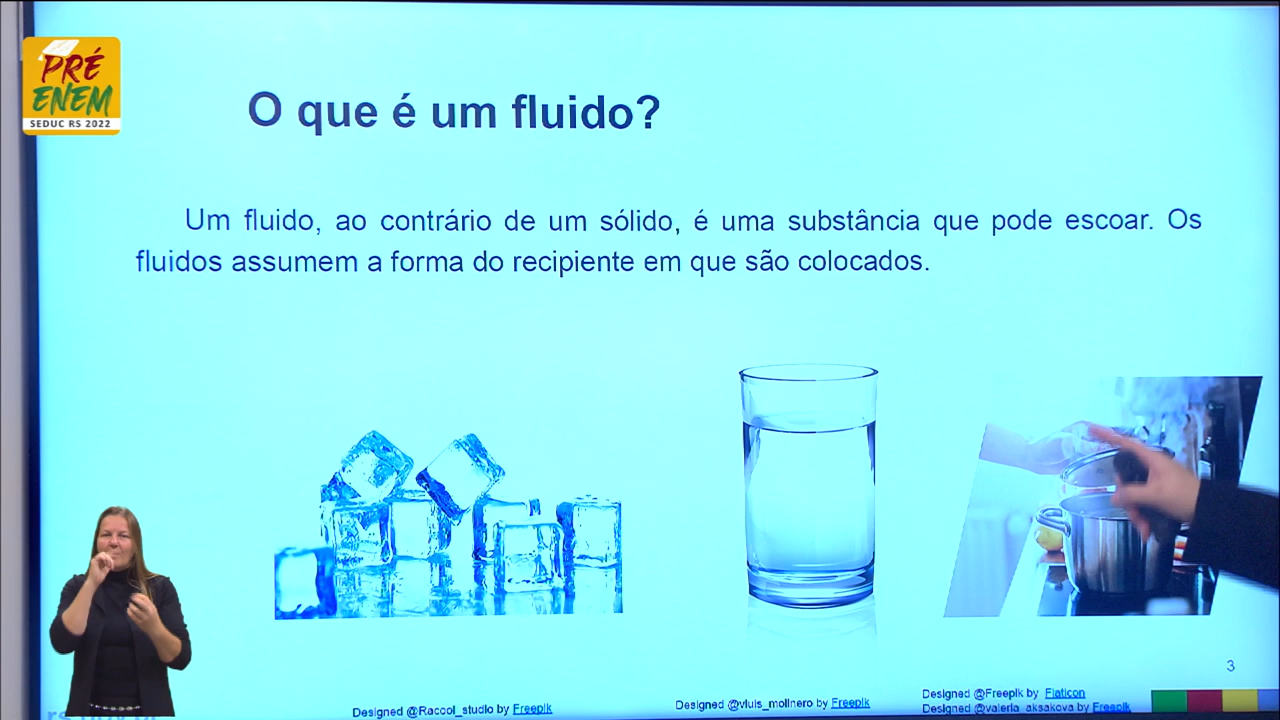 PRÉ
ENEM
SEDUC RS 2022
O que é um fluido?
Um fluido, ao contrário de um sólido, é uma substância que pode escoar. Os
fluidos assumem a forma do recipiente em que são colocados.
3
Designed @Racool_studio by Freepik
Designed @vluis_molinero by Freepik
Designed @Freepik by Flaticon
Designed @valeria_aksakova by Freepik